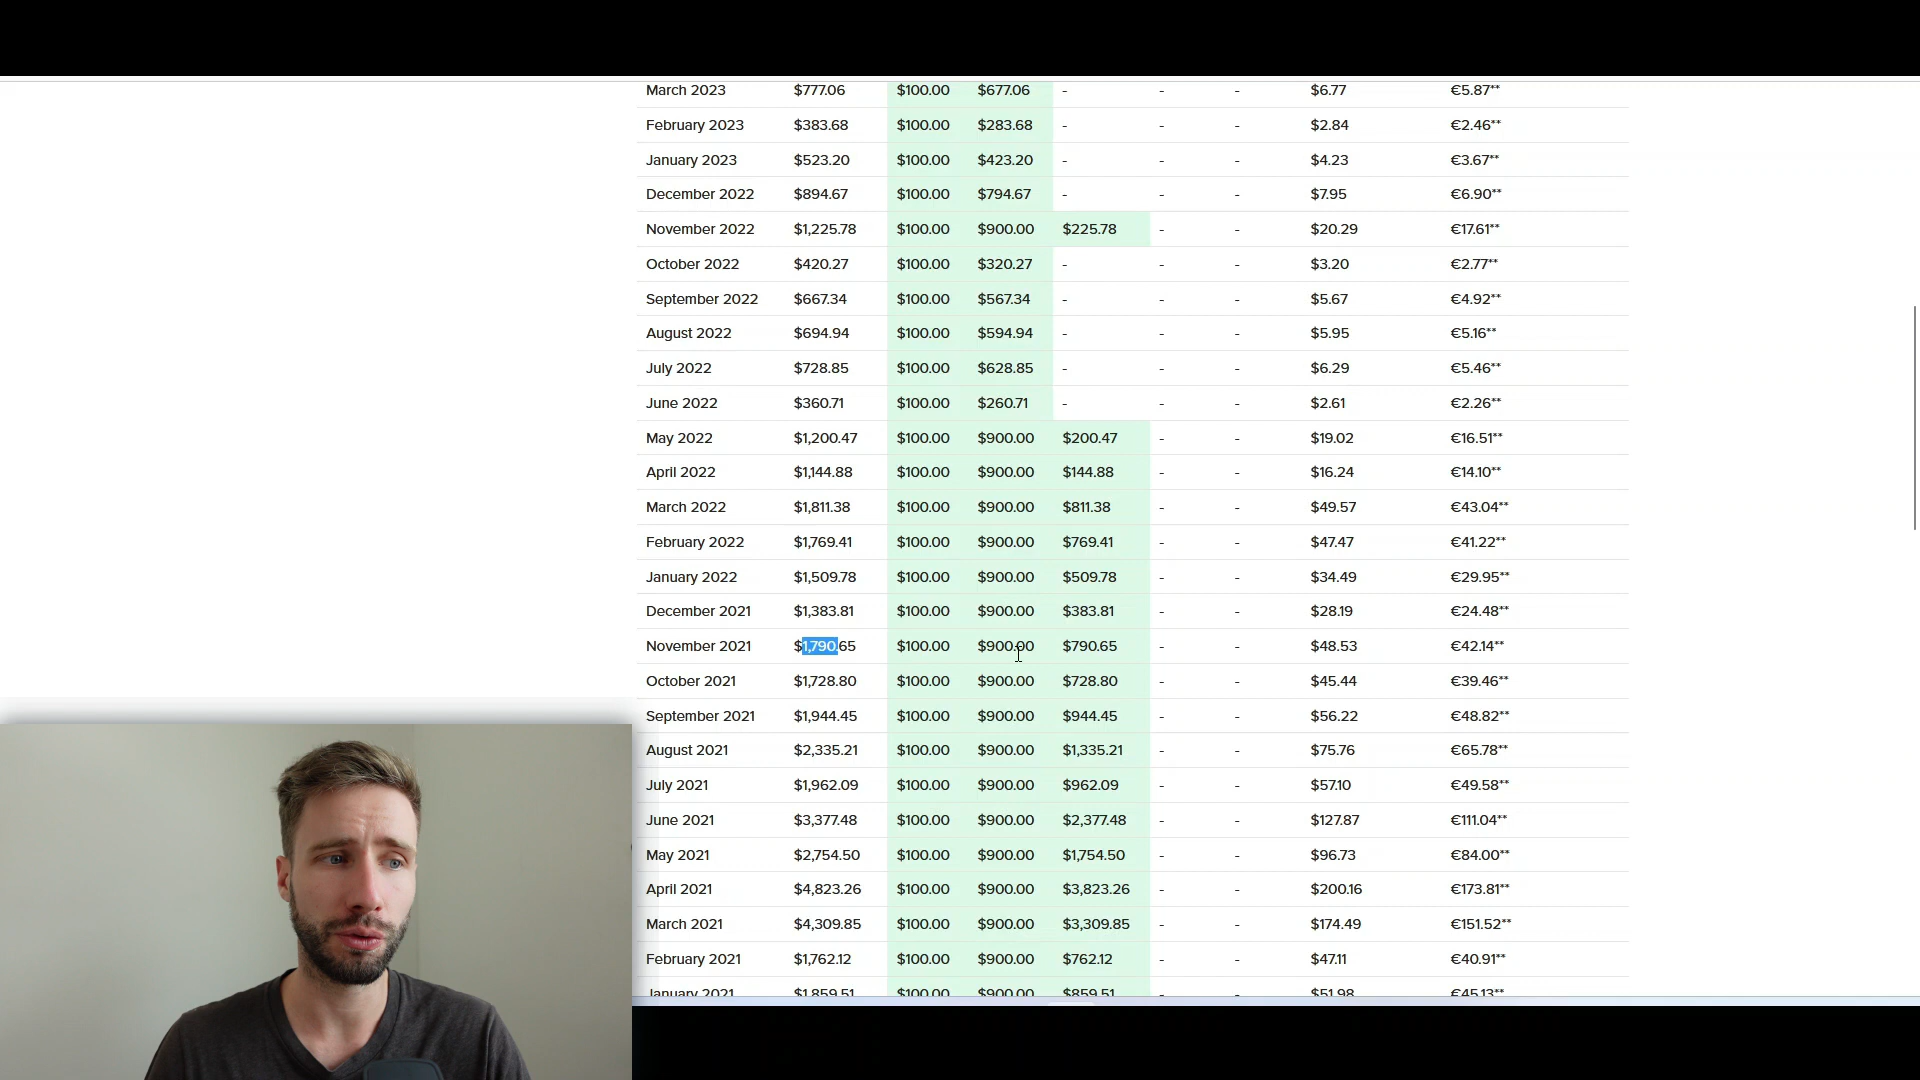 March 2023 $777.06 $100.00 $677.06 - - - $6.77 €5.87**
February 2023 $383.68 $100.00 $283.68 - - - $2.84 €2.46**
January 2023 $523.20 $100.00 $423.20 - - - $4.23 €3.67**
December 2022 $894.67 $100.00 $794.67 - - - $7.95 €6.90**
November 2022 $1,225.78 $100.00 $900.00 $225.78 - - $20.29 €17.61**
October 2022 $420.27 $100.00 $320.27 - - - $3.20 €2.77**
September 2022 $667.34 $100.00 $567.34 - - - $5.67 €4.92**
August 2022 $694.94 $100.00 $594.94 - - - $5.95 €5.16**
July 2022 $728.85 $100.00 $628.85 - - - $6.29 €5.46**
June 2022 $360.71 $100.00 $260.71 - - - $2.61 €2.26**
May 2022 $1,200.47 $100.00 $900.00 $200.47 - - $19.02 €16.51**
April 2022 $1,144.88 $100.00 $900.00 $144.88 - - $16.24 €14.10**
March 2022 $1,811.38 $100.00 $900.00 $811.38 - - $49.57 €43.04**
February 2022 $1,769.41 $100.00 $900.00 $769.41 - - $47.47 €41.22**
January 2022 $1,509.78 $100.00 $900.00 $509.78 - - $34.49 €29.95**
December 2021 $1,383.81 $100.00 $900.00 $383.81 - - $28.19 €24.48**
November 2021 $1,790.65 $100.00 $900.00 $790.65 - - $48.53 €42.14**
October 2021 $1,728.80 $100.00 $900.00 $728.80 - - $45.44 €39.46**
September 2021 $1,944.45 $100.00 $900.00 $944.45 - - $56.22 €48.82**
August 2021 $2,335.21 $100.00 $900.00 $1,335.21 - - $75.76 €65.78**
July 2021 $1,962.09 $100.00 $900.00 $962.09 - - $57.10 €49.58**
June 2021 $3,377.48 $100.00 $900.00 $2,377.48 - - $127.87 €111.04**
May 2021 $2,754.50 $100.00 $900.00 $1,754.50 - - $96.73 €84.00**
April 2021 $4,823.26 $100.00 $900.00 $3,823.26 - - $200.16 €173.81**
March 2021 $4,309.85 $100.00 $900.00 $3,309.85 - - $174.49 €151.52**
February 2021 $1,762.12 $100.00 $900.00 $762.12 - - $47.11 €40.91**
January 2021 $1,859.51 $100.00 $900.00 $859.51 - - $51.98 €45.13**